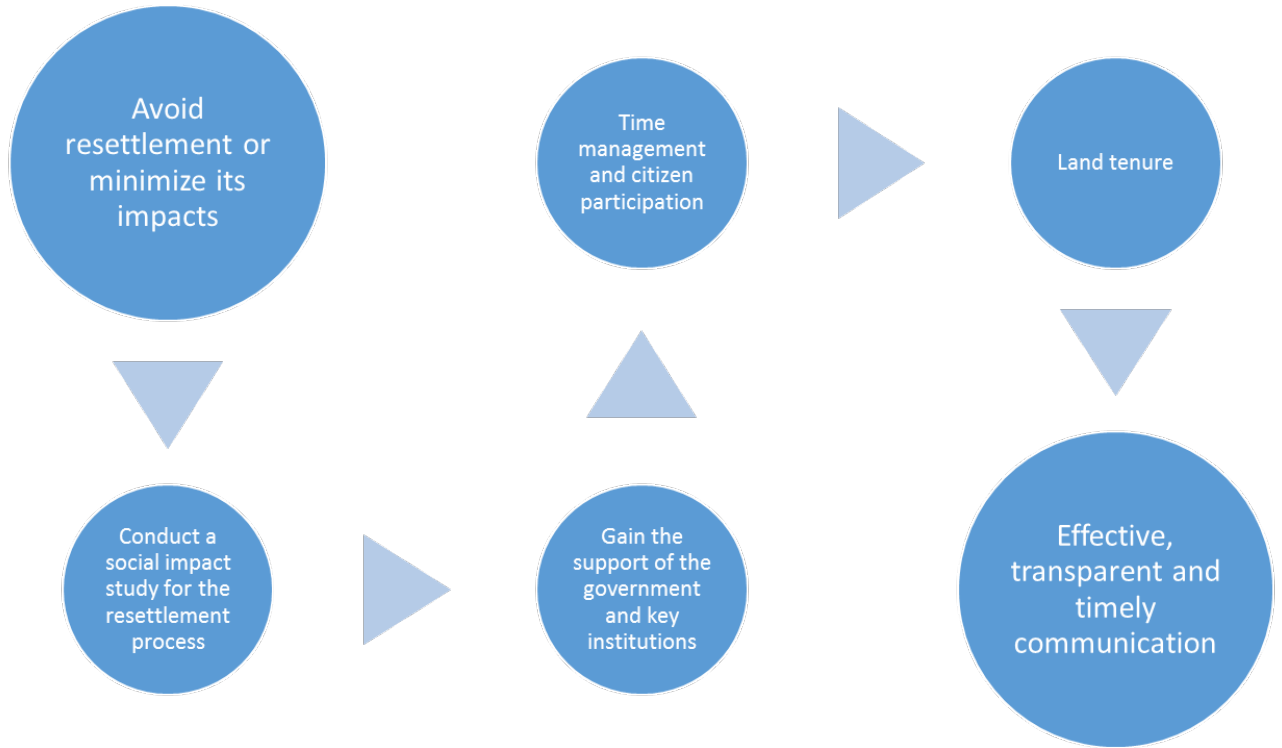 Avoid
resettlement or
minimize its
impacts
Conduct a
social impact
study for the
resettlement
process
Gain the
support of the
government
and key
institutions
Time
management
and citizen
participation
Land tenure
Effective,
transparent and
timely
communication